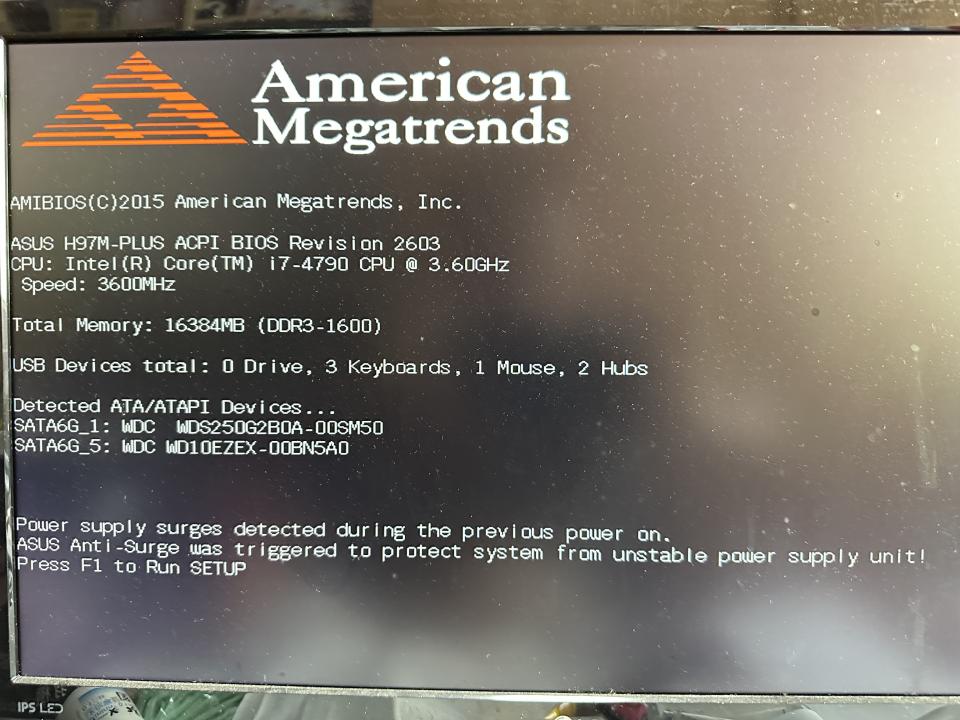 American
Megatrends
AMIBIOS(C)2015 American Megatrends, Inc.
ASUS H97M-PLUS ACPI BIOS Revision 2603
CPU: Intel(R) Core(TM) i7-4790 CPU @ 3.60GHz
Speed: 3600MHz
Total Memory: 16384MB (DDR3-1600)
USB Devices total: 0 Drive, 3 Keyboards, 1 Mouse, 2 Hubs
Detected ATA/ATAPI Devices...
SATA6G_1: WDC WDS250G2B0A-00SM50
SATA6G_5: WDC WD10EZEX-00BN5A0
Power supply surges detected during the previous power on.
ASUS Anti-Surge was triggered to protect system from unstable power supply unit!
Press F1 to Run SETUP
IPS LED